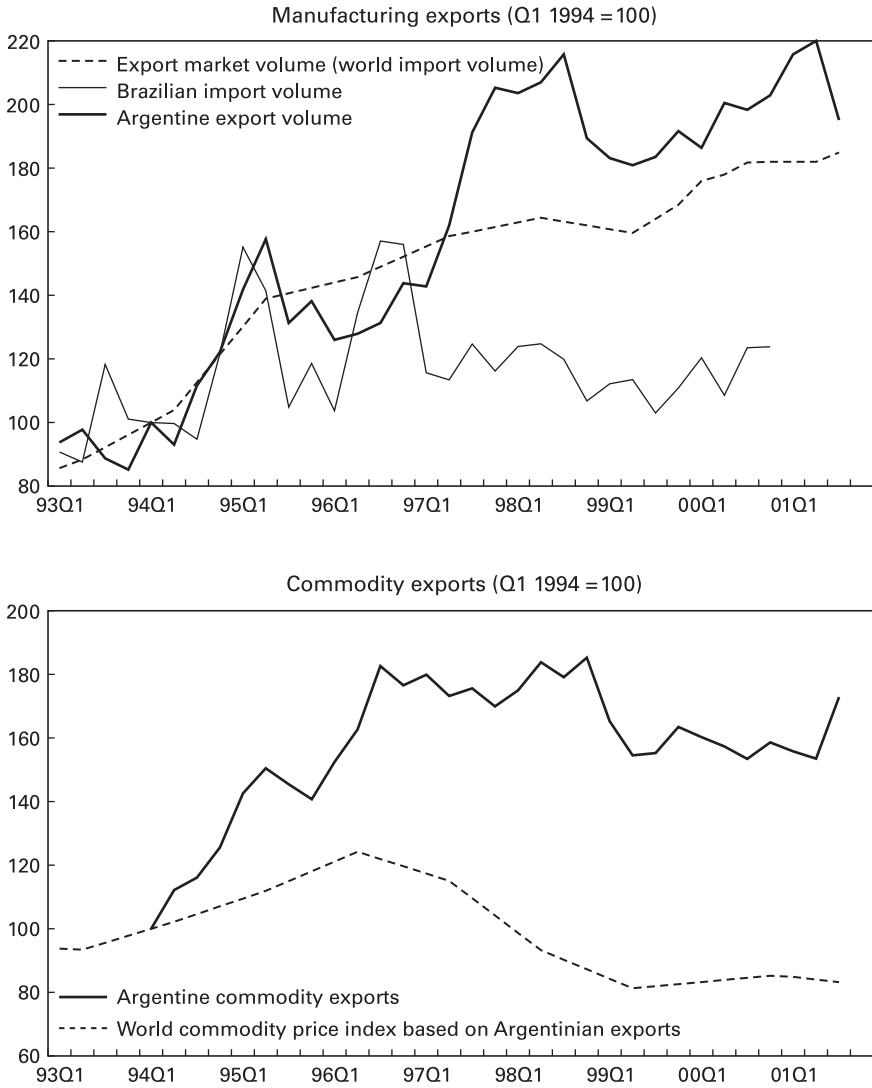 Manufacturing exports (Q1 1994 = 100)
220
200
180
160
140
120
100
80
Export market volume (world import volume)
Brazilian import volume
Argentine export volume
93Q1 94Q1 95Q1 96Q1 97Q1 98Q1 99Q1 00Q1 01Q1
Commodity exports (Q1 1994 = 100)
200
180
160
140
120
100
80
60
Argentine commodity exports
World commodity price index based on Argentinian exports
93Q1 94Q1 95Q1 96Q1 97Q1 98Q1 99Q1 00Q1 01Q1